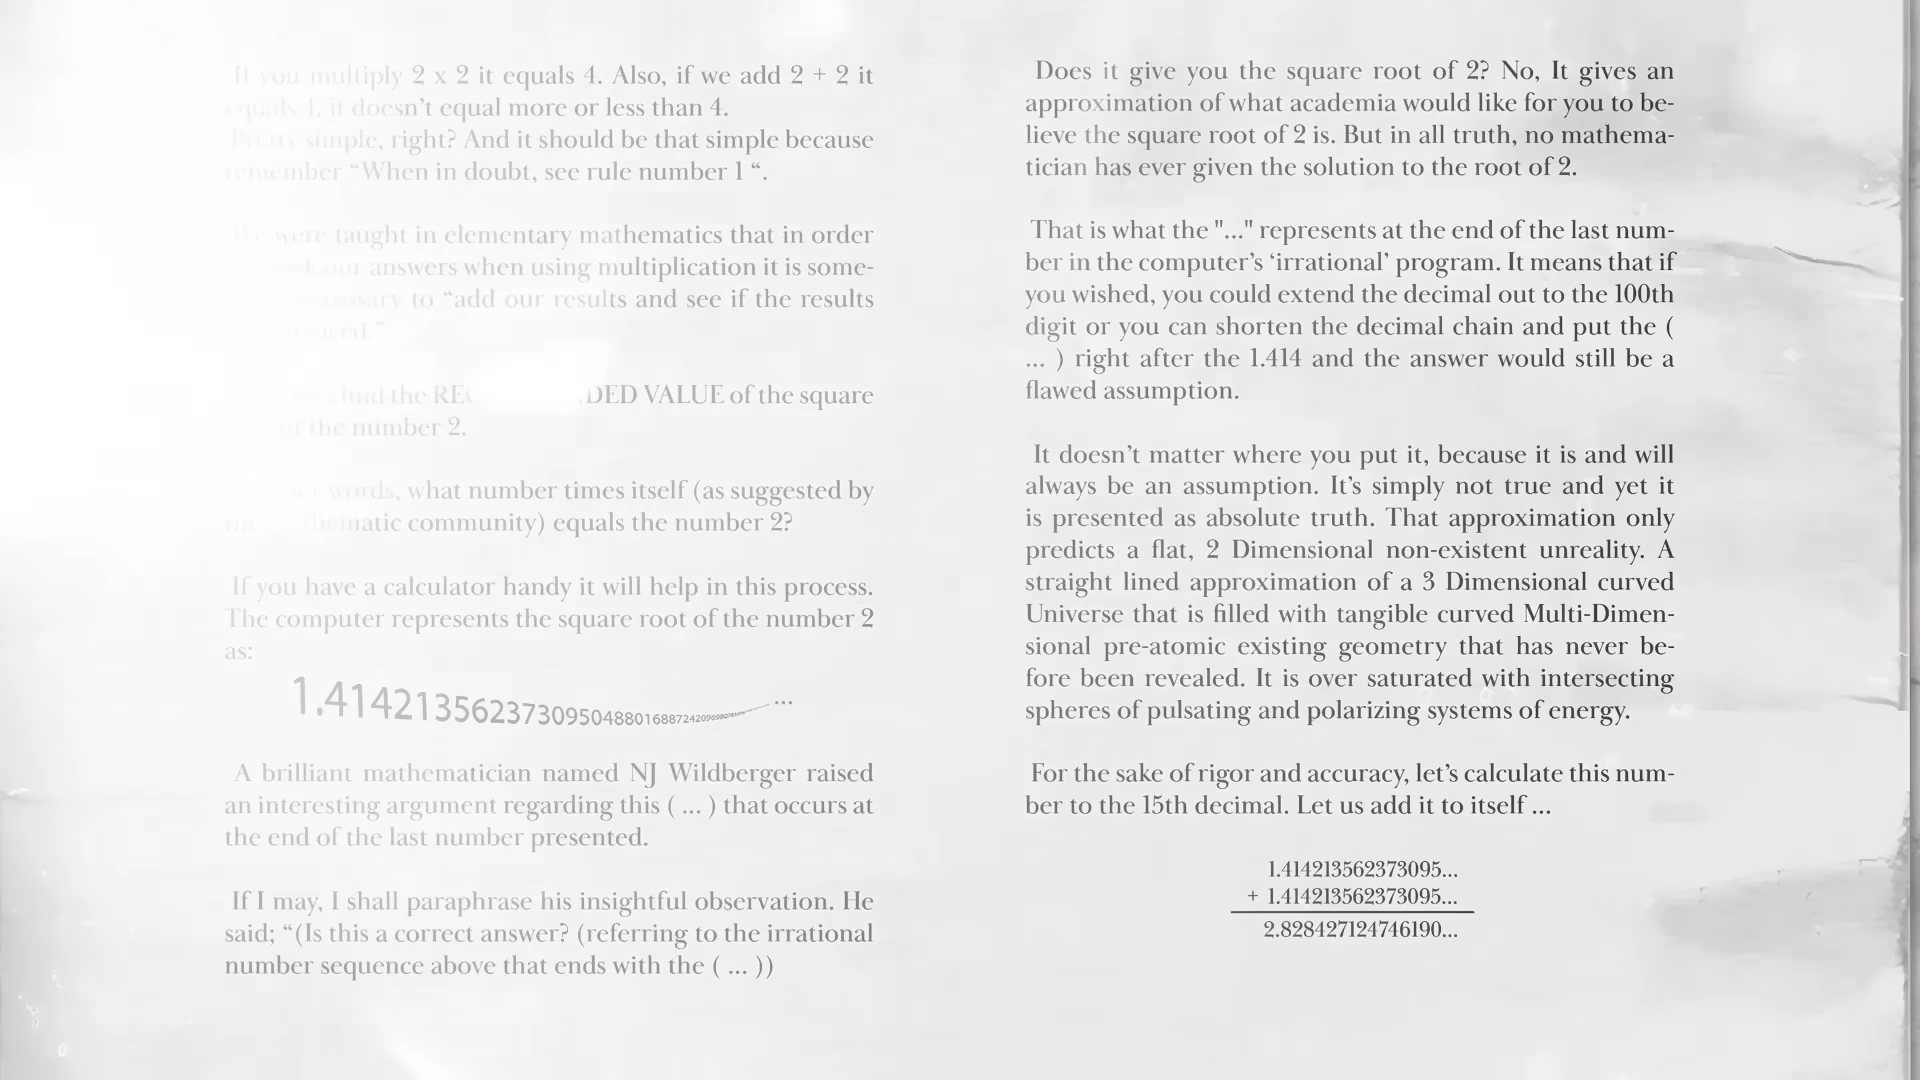 If you multiply 2 x 2 it equals 4. Also, if we add 2 + 2 it
equals 4, it doesn't equal more or less than 4.
Pretty simple, right? And it should be that simple because
remember “When in doubt, see rule number 1 “.
We were taught in elementary mathematics that in order
our answers when using multiplication it is some-
to “add our results and see if the results
find the DED VALUE of the square
the number 2.
words, what number times itself (as suggested by
community) equals the number 2?
If you have a calculator handy it will help in this process.
The computer represents the square root of the number 2
as:
1.41421356237309504880168872420969807 ...
A brilliant mathematician named NJ Wildberger raised
an interesting argument regarding this ( ... ) that occurs at
the end of the last number presented.
If I may, I shall paraphrase his insightful observation. He
said; “(Is this a correct answer? (referring to the irrational
number sequence above that ends with the ( ... ))
Does it give you the square root of 2? No, It gives an
approximation of what academia would like for you to be-
lieve the square root of 2 is. But in all truth, no mathema-
tician has ever given the solution to the root of 2.
That is what the "..." represents at the end of the last num-
ber in the computer’s ‘irrational’ program. It means that if
you wished, you could extend the decimal out to the 100th
digit or you can shorten the decimal chain and put the (
... ) right after the 1.414 and the answer would still be a
flawed assumption.
It doesn’t matter where you put it, because it is and will
always be an assumption. It’s simply not true and yet it
is presented as absolute truth. That approximation only
predicts a flat, 2 Dimensional non-existent unreality. A
straight lined approximation of a 3 Dimensional curved
Universe that is filled with tangible curved Multi-Dimen-
sional pre-atomic existing geometry that has never be-
fore been revealed. It is over saturated with intersecting
spheres of pulsating and polarizing systems of energy.
For the sake of rigor and accuracy, let’s calculate this num-
ber to the 15th decimal. Let us add it to itself ...
1.414213562373095...
+ 1.414213562373095...
2.828427124746190...